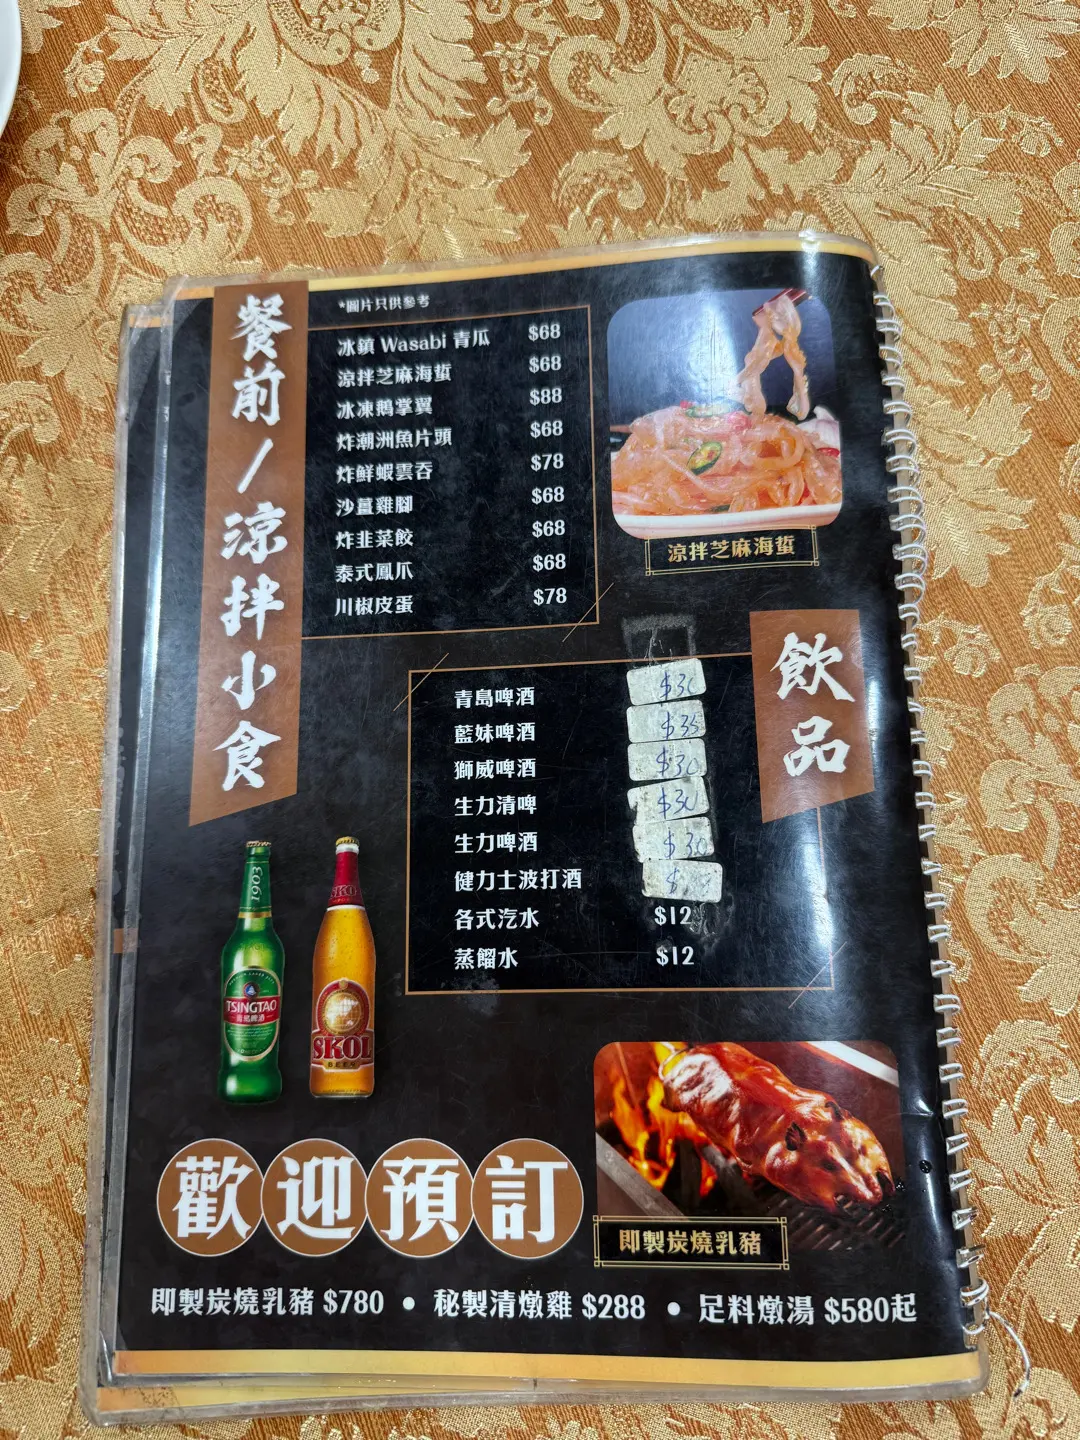 餐前/涼拌小食
*圖片只供參考
冰鎮 Wasabi 青瓜 $68
涼拌芝麻海蜇 $68
冰凍鵝掌翼 $88
炸潮洲魚片頭 $68
炸鮮蝦雲吞 $78
沙薑雞腳 $68
炸韭菜餃 $68
泰式鳳爪 $68
川椒皮蛋 $78
涼拌芝麻海蜇
飲品
青島啤酒 $30
藍妹啤酒 $35
獅威啤酒 $30
生力清啤 $30
生力啤酒 $30
健力士波打酒 $
各式汽水 $12
蒸餾水 $12
1903
TSINGTAO
青島啤酒
SKOL
SKOL
即製炭燒乳豬
歡迎預訂
即製炭燒乳豬 $780 • 秘製清燉雞 $288 • 足料燉湯 $580起